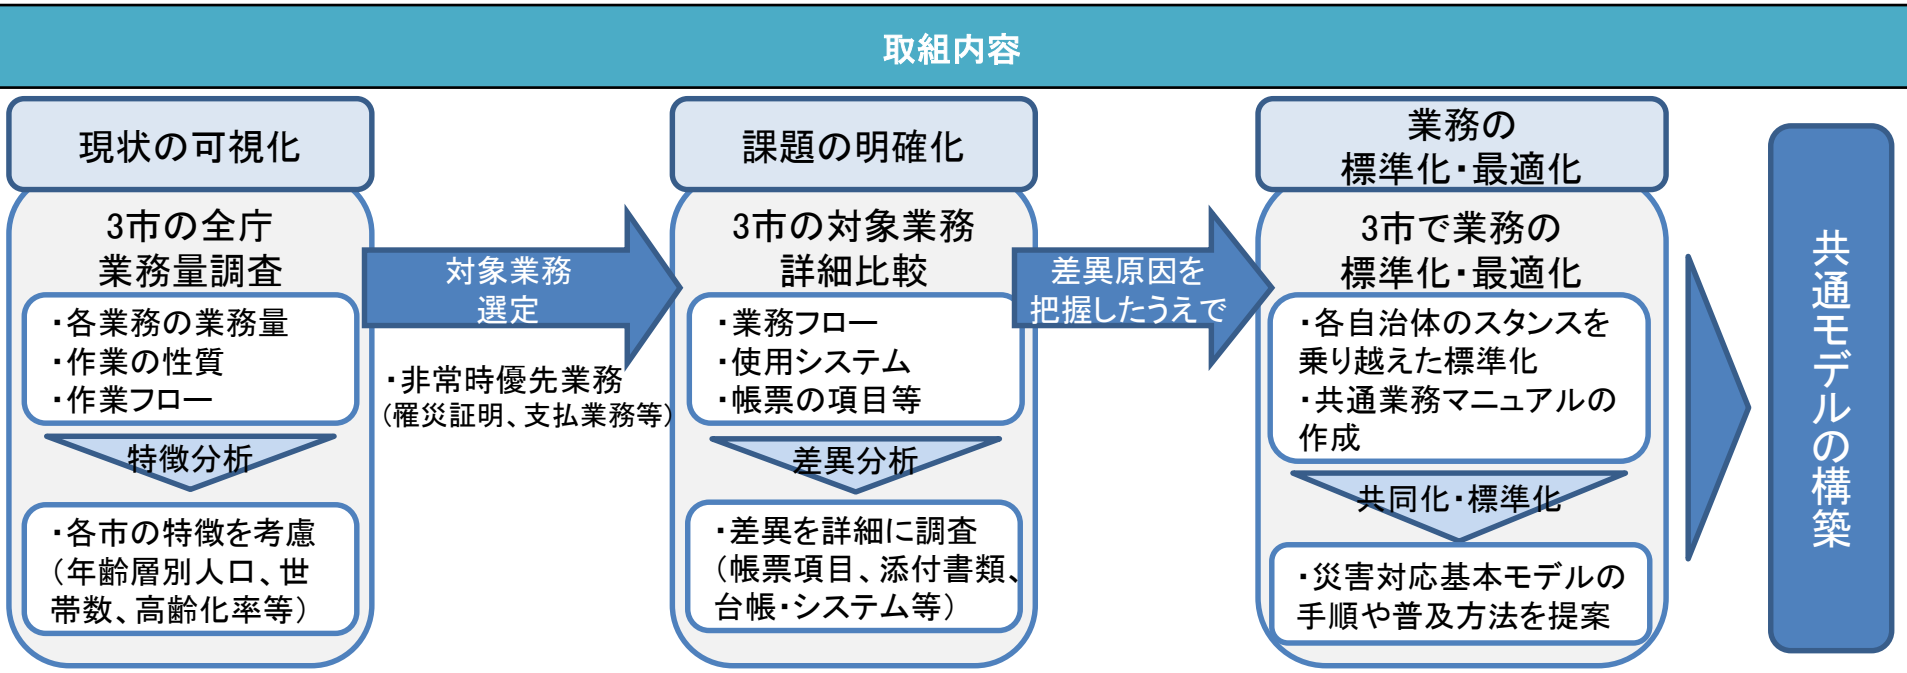 取組内容
現状の可視化
3市の全庁
業務量調査
・各業務の業務量
・作業の性質
・作業フロー
特徴分析
・各市の特徴を考慮
（年齢層別人口、世
帯数、高齢化率等）
対象業務
選定
・非常時優先業務
（罹災証明、支払業務等）
課題の明確化
3市の対象業務
詳細比較
・業務フロー
・使用システム
・帳票の項目等
差異分析
・差異を詳細に調査
（帳票項目、添付書類、
台帳・システム等）
差異原因を
把握したうえで
業務の
標準化・最適化
3市で業務の
標準化・最適化
・各自治体のスタンスを
乗り越えた標準化
・共通業務マニュアルの
作成
共同化・標準化
・災害対応基本モデルの
手順や普及方法を提案
共通モデルの構築